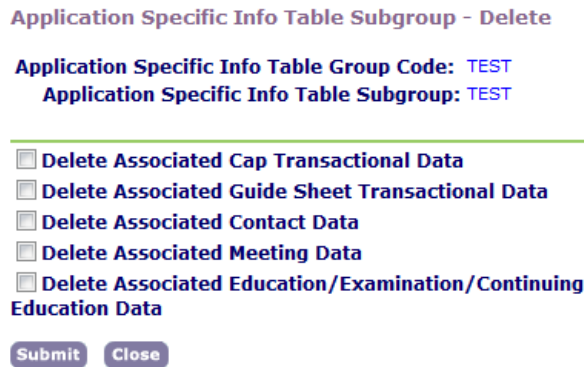 Application Specific Info Table Subgroup - Delete
Application Specific Info Table Group Code: TEST
Application Specific Info Table Subgroup: TEST
Delete Associated Cap Transactional Data
Delete Associated Guide Sheet Transactional Data
Delete Associated Contact Data
Delete Associated Meeting Data
Delete Associated Education/Examination/Continuing
Education Data
Submit Close